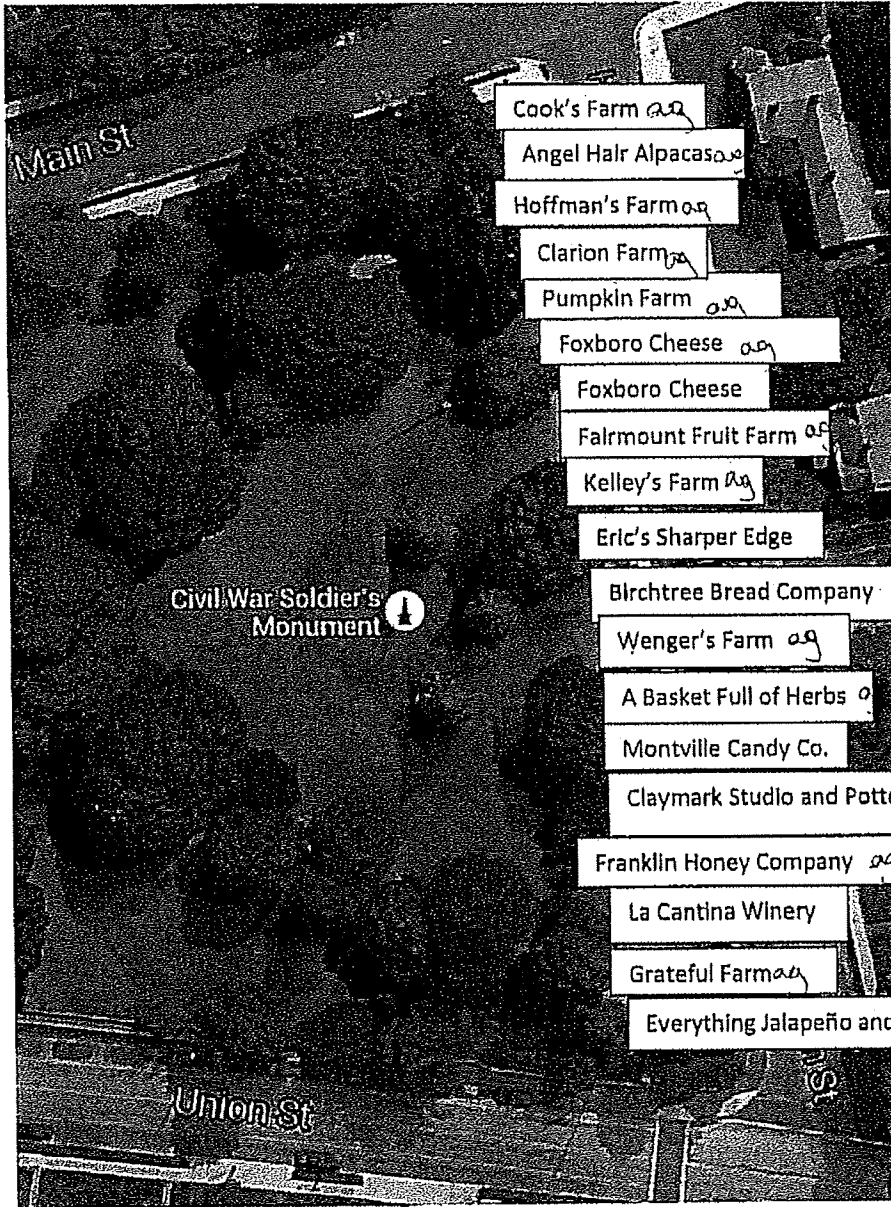 Main St
Cook's Farm ag
Angel Hair Alpacas ag
Hoffman's Farm ag
Clarion Farm ag
Pumpkin Farm ag
Foxboro Cheese ag
Foxboro Cheese
Fairmount Fruit Farm ag
Kelley's Farm ag
Eric's Sharper Edge
Civil War Soldier's
Monument
Birchtree Bread Company
Wenger's Farm ag
A Basket Full of Herbs
Montville Candy Co.
Claymark Studio and Potte
Franklin Honey Company ag
La Cantina Winery
Grateful Farm ag
Everything Jalapeño and
Union St
St